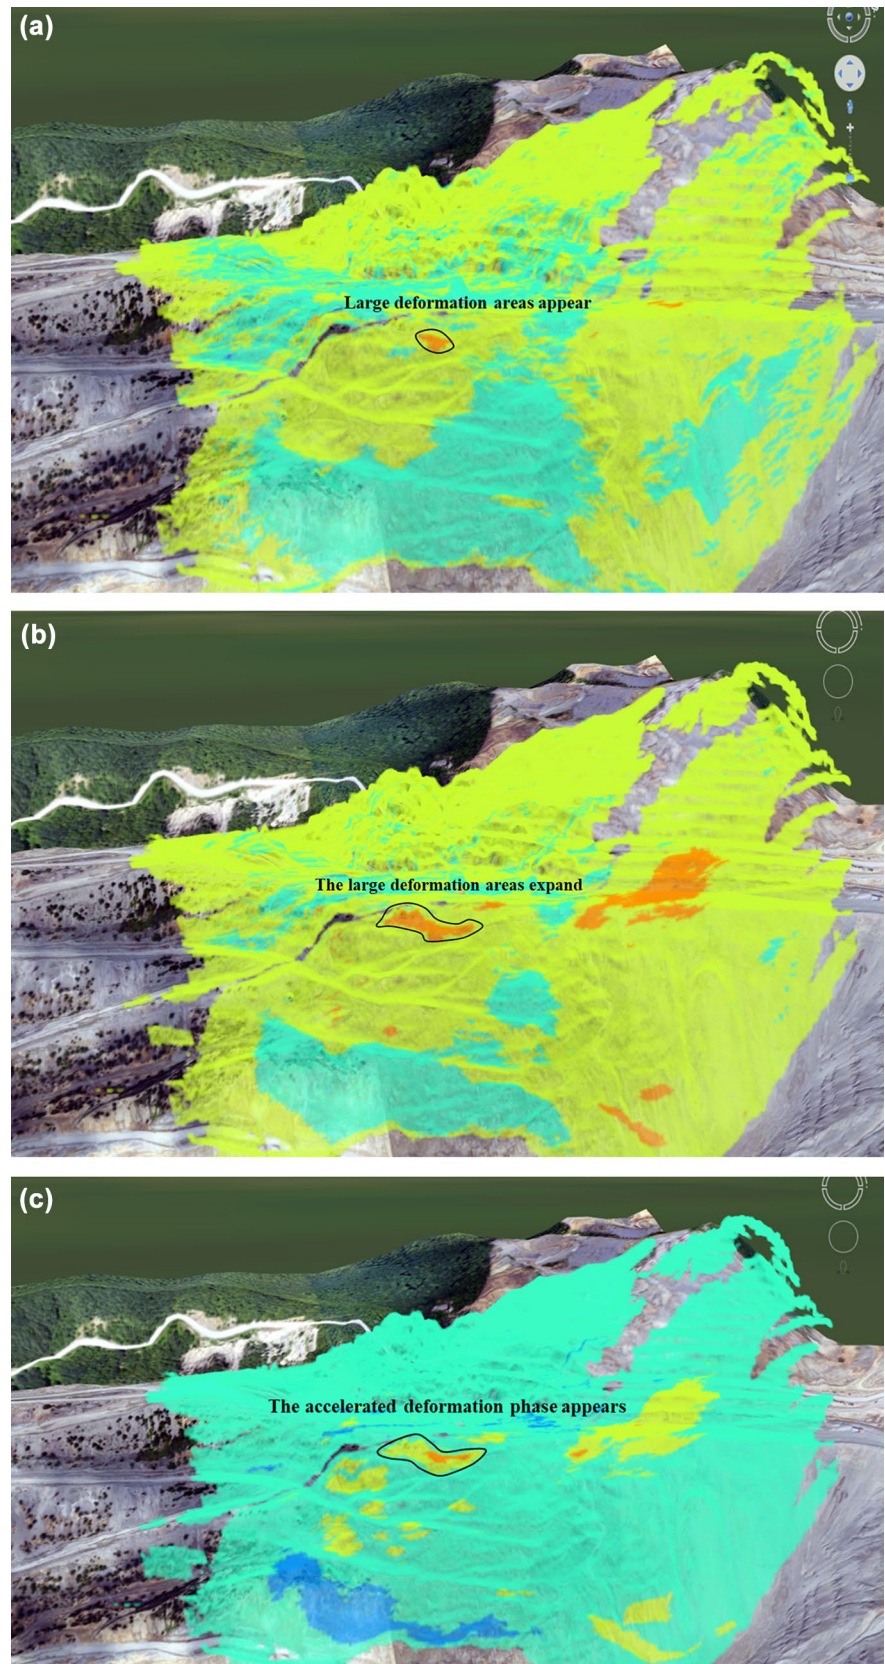 (a)
Large deformation areas appear
(b)
The large deformation areas expand
(c)
The accelerated deformation phase appears